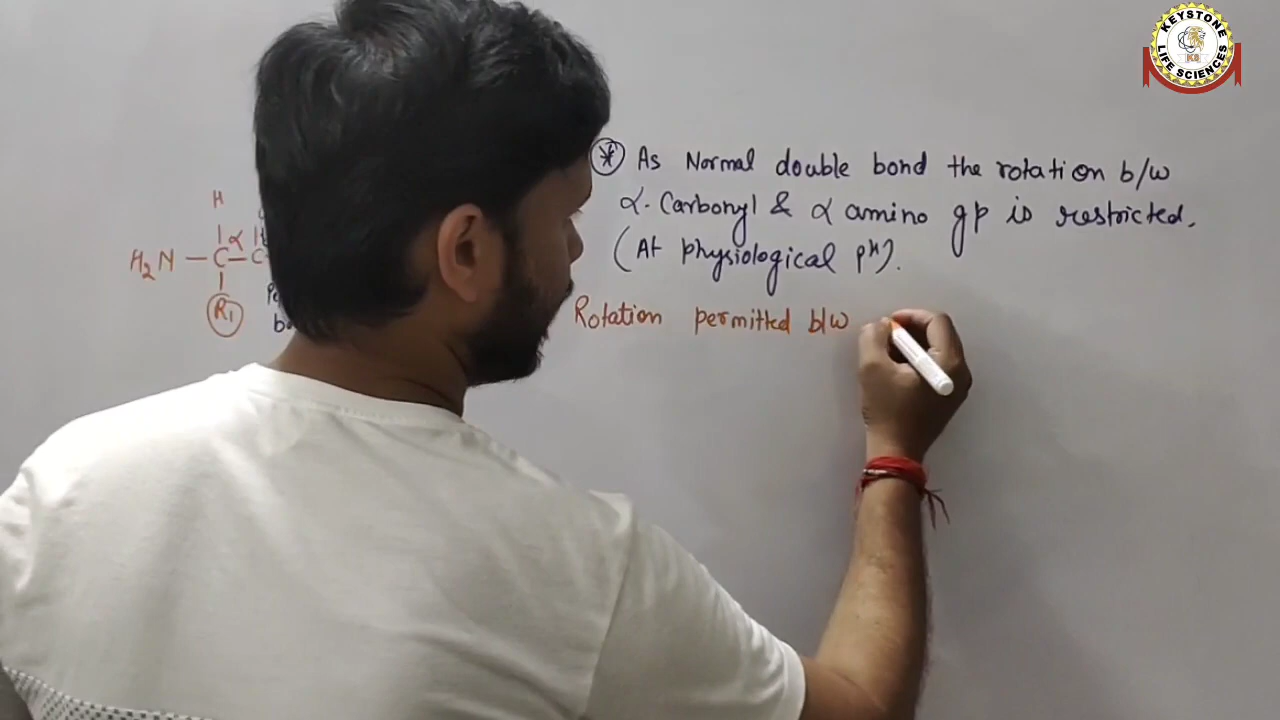 KEYSTONE
LIFE SCIENCES
KS
* As Normal double bond the rotation b/w
α. Carbonyl & α amino gp is restricted.
(At physiological pH).
Rotation permitted b/w
H
α
H2N - C - C
R1